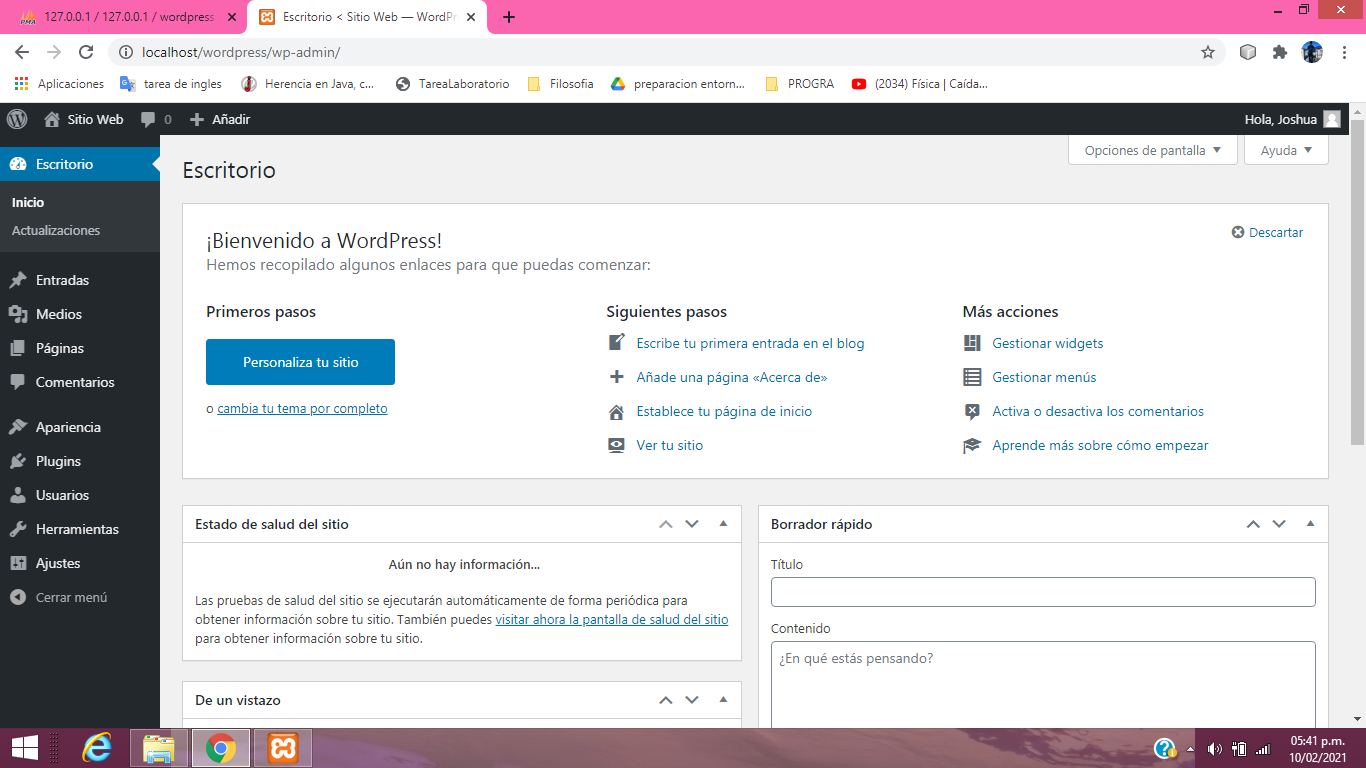 127.0.0.1 / 127.0.0.1 / wordpress
Escritorio < Sitio Web — WordPr
localhost/wordpress/wp-admin/
Aplicaciones
tarea de ingles
Herencia en Java, c...
TareaLaboratorio
Filosofia
preparacion entorn...
PROGRA
(2034) Física | Caída...
Sitio Web
0
Añadir
Hola, Joshua
Escritorio
Inicio
Actualizaciones
Entradas
Medios
Páginas
Comentarios
Apariencia
Plugins
Usuarios
Herramientas
Ajustes
Cerrar menú
Opciones de pantalla
Ayuda
Escritorio
¡Bienvenido a WordPress!
Hemos recopilado algunos enlaces para que puedas comenzar:
Descartar
Primeros pasos
Personaliza tu sitio
o cambia tu tema por completo
Siguientes pasos
Escribe tu primera entrada en el blog
Añade una página «Acerca de»
Establece tu página de inicio
Ver tu sitio
Más acciones
Gestionar widgets
Gestionar menús
Activa o desactiva los comentarios
Aprende más sobre cómo empezar
Estado de salud del sitio
Aún no hay información...
Las pruebas de salud del sitio se ejecutarán automáticamente de forma periódica para
obtener información sobre tu sitio. También puedes visitar ahora la pantalla de salud del sitio
para obtener información sobre tu sitio.
De un vistazo
Borrador rápido
Título
Contenido
¿En qué estás pensando?
05:41 p.m.
10/02/2021